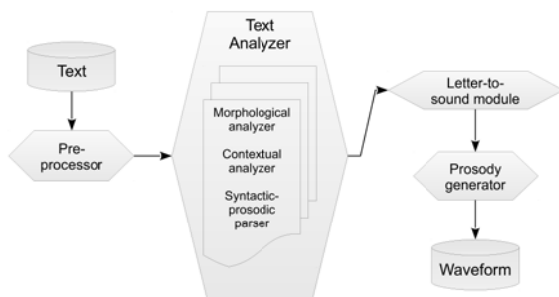 Text
Pre-
processor
Text
Analyzer
Morphological
analyzer
Contextual
analyzer
Syntactic-
prosodic
parser
Letter-to-
sound module
Prosody
generator
Waveform